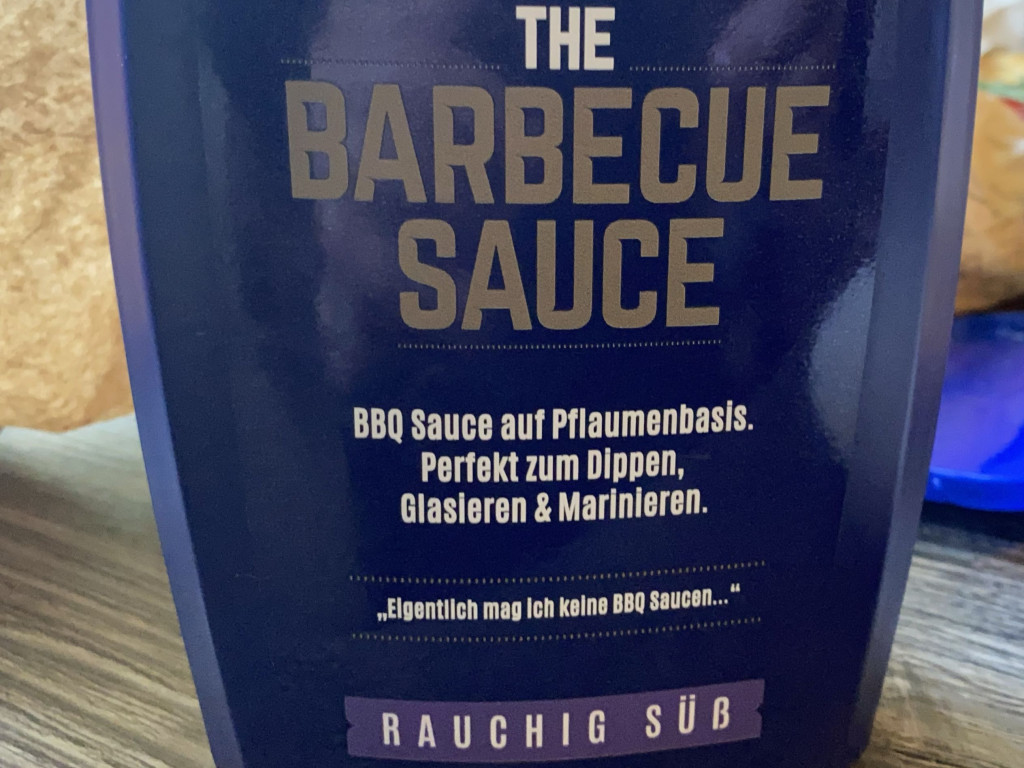 THE
BARBECUE
SAUCE
BBQ Sauce auf Pflaumenbasis.
Perfekt zum Dippen,
Glasieren & Marinieren.
„Eigentlich mag ich keine BBQ Saucen...“
RAUCHIG SÜß